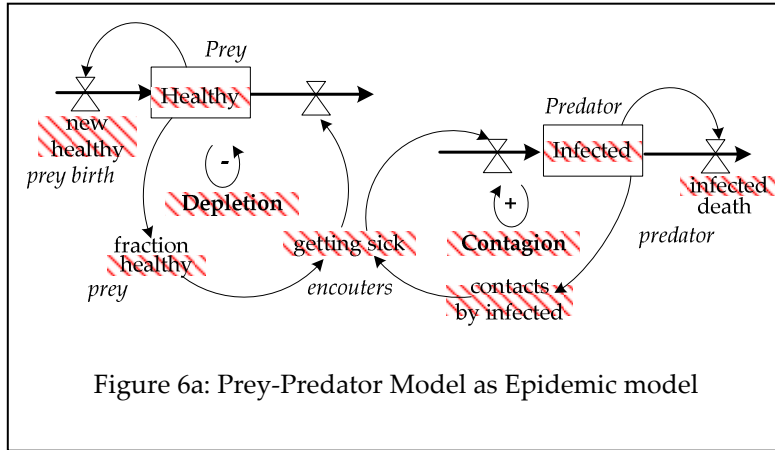 Prey
Healthy
new
healthy
prey birth
-
Depletion
fraction
healthy
prey
getting sick
encouters
Predator
Infected
infected
death
predator
+
Contagion
contacts
by infected
Figure 6a: Prey-Predator Model as Epidemic model